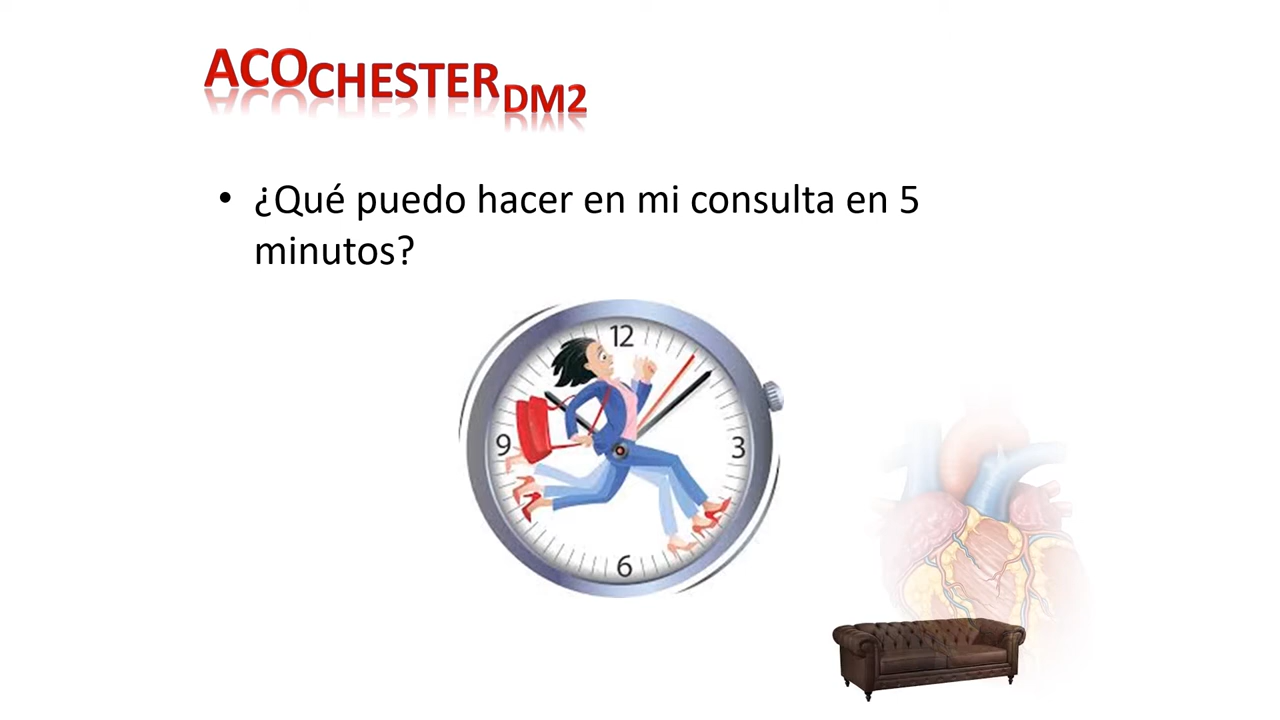 ACOCHESTERDM2
• ¿Qué puedo hacer en mi consulta en 5
minutos?
12
9
3
6